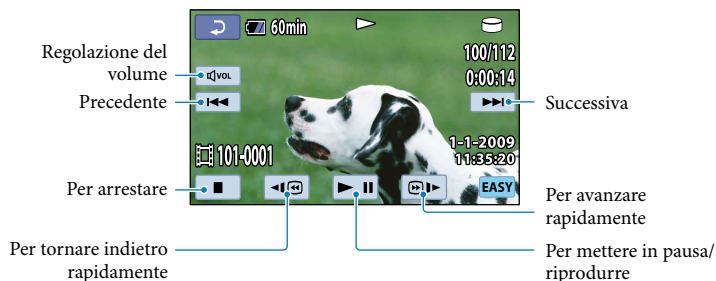 60min
100/112
Regolazione del
volume
VOL
0:00:14
Precedente
Successiva
1-1-2009
101-0001
11:35:20
Per arrestare
EASY
Per avanzare
rapidamente
Per tornare indietro
rapidamente
Per mettere in pausa/
riprodurre